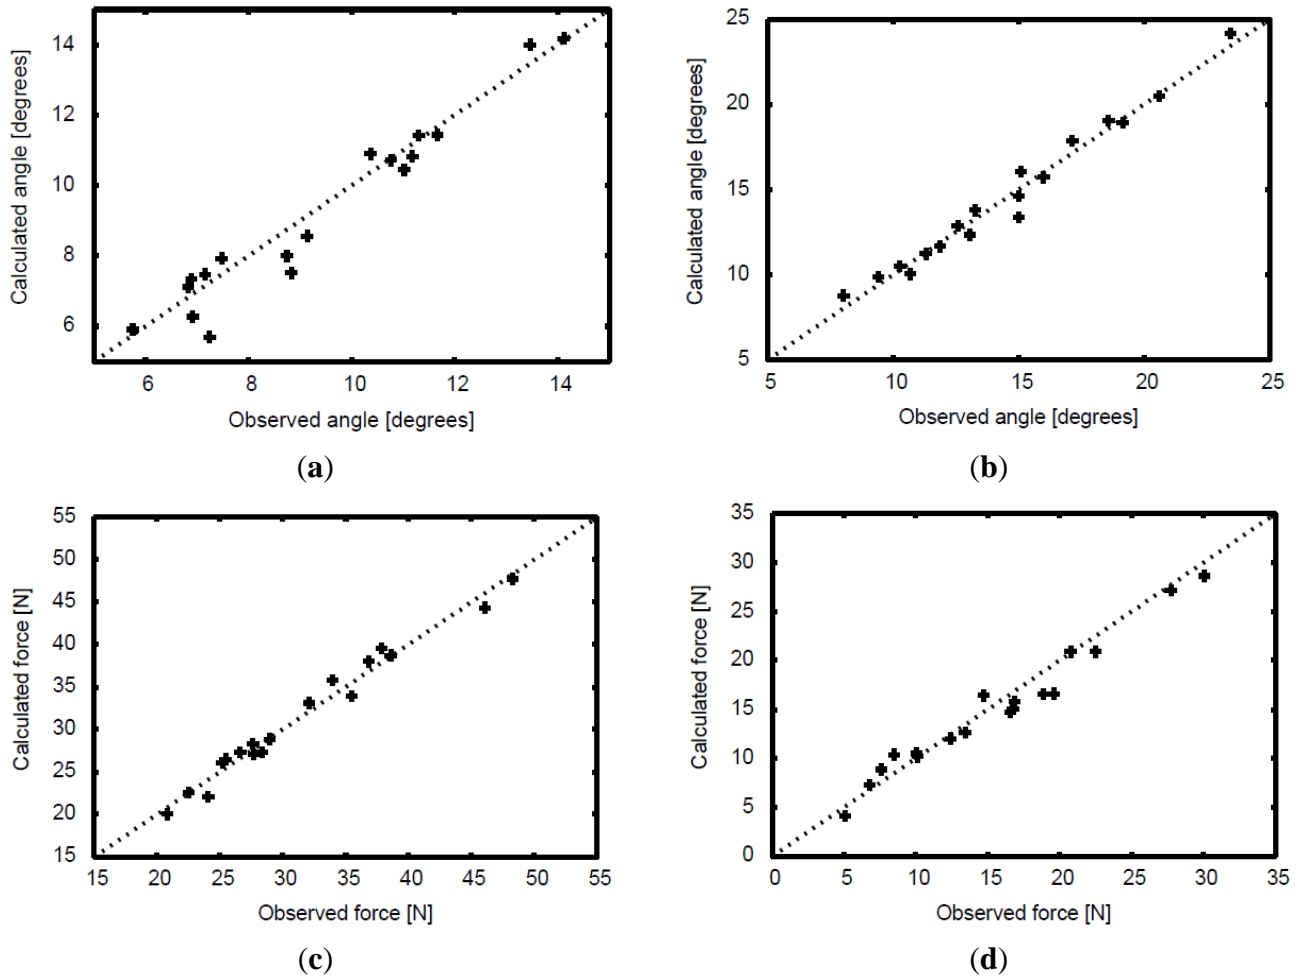 14
12
10
8
6
Calculated angle [degrees]
6 8 10 12 14
Observed angle [degrees]
(a)
25
20
15
10
5
Calculated angle [degrees]
5 10 15 20 25
Observed angle [degrees]
(b)
55
50
45
40
35
30
25
20
15
Calculated force [N]
15 20 25 30 35 40 45 50 55
Observed force [N]
(c)
35
30
25
20
15
10
5
0
Calculated force [N]
0 5 10 15 20 25 30 35
Observed force [N]
(d)